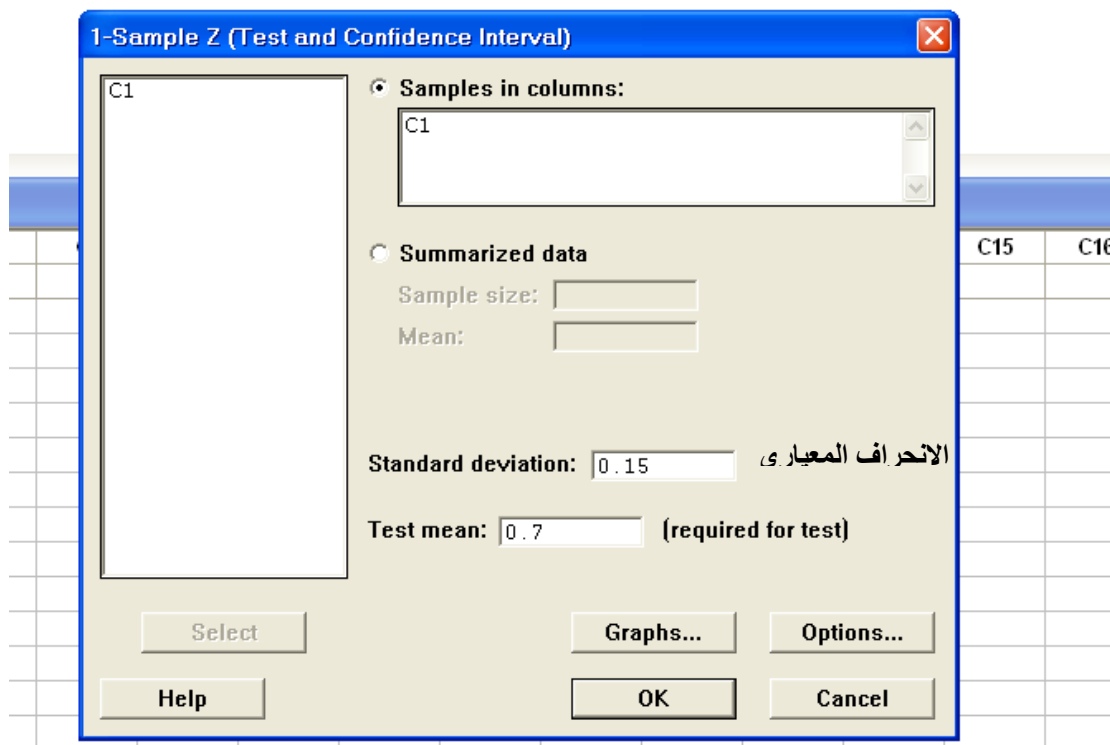 1-Sample Z (Test and Confidence Interval)
C1
Samples in columns:
C1
Summarized data
Sample size:
Mean:
Standard deviation: 0.15 الانحراف المعياري
Test mean: 0.7 (required for test)
Select
Graphs...
Options...
Help
OK
Cancel
C15
C16